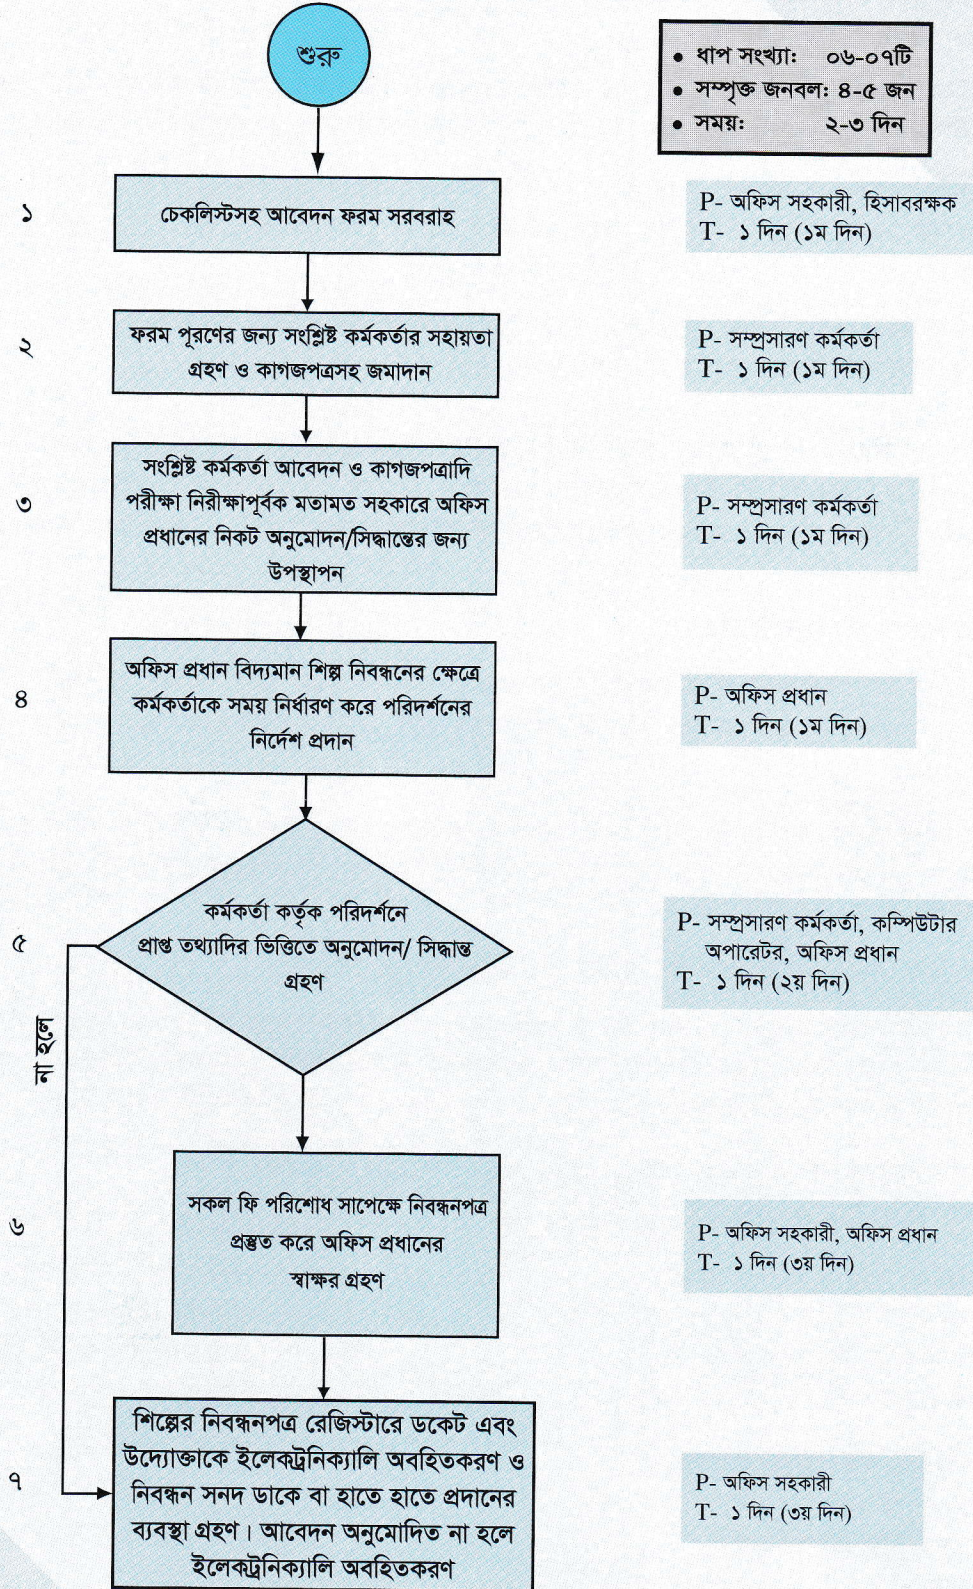 শুরু
• ধাপ সংখ্যা: ০৬-০৭টি
• সম্পৃক্ত জনবল: ৪-৫ জন
• সময়: ২-৩ দিন
১
চেকলিস্টসহ আবেদন ফরম সরবরাহ
P- অফিস সহকারী, হিসাবরক্ষক
T- ১ দিন (১ম দিন)
২
ফরম পূরণের জন্য সংশ্লিষ্ট কর্মকর্তার সহায়তা
গ্রহণ ও কাগজপত্রসহ জমাদান
P- সম্প্রসারণ কর্মকর্তা
T- ১ দিন (১ম দিন)
৩
সংশ্লিষ্ট কর্মকর্তা আবেদন ও কাগজপত্রাদি
পরীক্ষা নিরীক্ষাপূর্বক মতামত সহকারে অফিস
প্রধানের নিকট অনুমোদন/সিদ্ধান্তের জন্য
উপস্থাপন
P- সম্প্রসারণ কর্মকর্তা
T- ১ দিন (১ম দিন)
৪
অফিস প্রধান বিদ্যমান শিল্প নিবন্ধনের ক্ষেত্রে
কর্মকর্তাকে সময় নির্ধারণ করে পরিদর্শনের
নির্দেশ প্রদান
P- অফিস প্রধান
T- ১ দিন (১ম দিন)
৫
কর্মকর্তা কর্তৃক পরিদর্শনে
প্রাপ্ত তথ্যাদির ভিত্তিতে অনুমোদন/ সিদ্ধান্ত
গ্রহণ
P- সম্প্রসারণ কর্মকর্তা, কম্পিউটার
অপারেটর, অফিস প্রধান
T- ১ দিন (২য় দিন)
না হলে
৬
সকল ফি পরিশোধ সাপেক্ষে নিবন্ধনপত্র
প্রস্তুত করে অফিস প্রধানের
স্বাক্ষর গ্রহণ
P- অফিস সহকারী, অফিস প্রধান
T- ১ দিন (৩য় দিন)
৭
শিল্পের নিবন্ধনপত্র রেজিস্টারে ডকেট এবং
উদ্যোক্তাকে ইলেকট্রনিক্যালি অবহিতকরণ ও
নিবন্ধন সনদ ডাকে বা হাতে হাতে প্রদানের
ব্যবস্থা গ্রহণ। আবেদন অনুমোদিত না হলে
ইলেকট্রনিক্যালি অবহিতকরণ
P- অফিস সহকারী
T- ১ দিন (৩য় দিন)